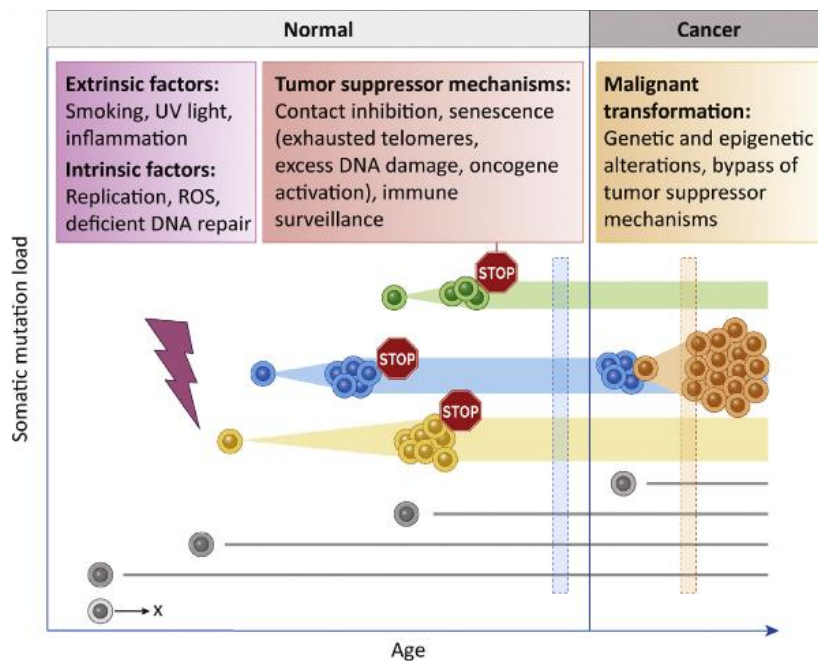 Normal
Cancer
Extrinsic factors:
Smoking, UV light,
inflammation
Intrinsic factors:
Replication, ROS,
deficient DNA repair
Tumor suppressor mechanisms:
Contact inhibition, senescence
(exhausted telomeres,
excess DNA damage, oncogene
activation), immune
surveillance
Malignant
transformation:
Genetic and epigenetic
alterations, bypass of
tumor suppressor
mechanisms
STOP
STOP
STOP
x
Somatic mutation load
Age